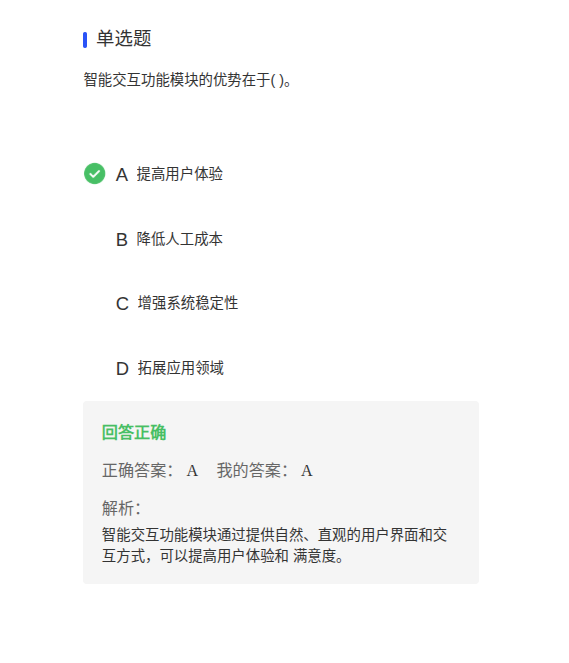 单选题
智能交互功能模块的优势在于( )。
A 提高用户体验
B 降低人工成本
C 增强系统稳定性
D 拓展应用领域
回答正确
正确答案： A 我的答案： A
解析：
智能交互功能模块通过提供自然、直观的用户界面和交
互方式，可以提高用户体验和 满意度。